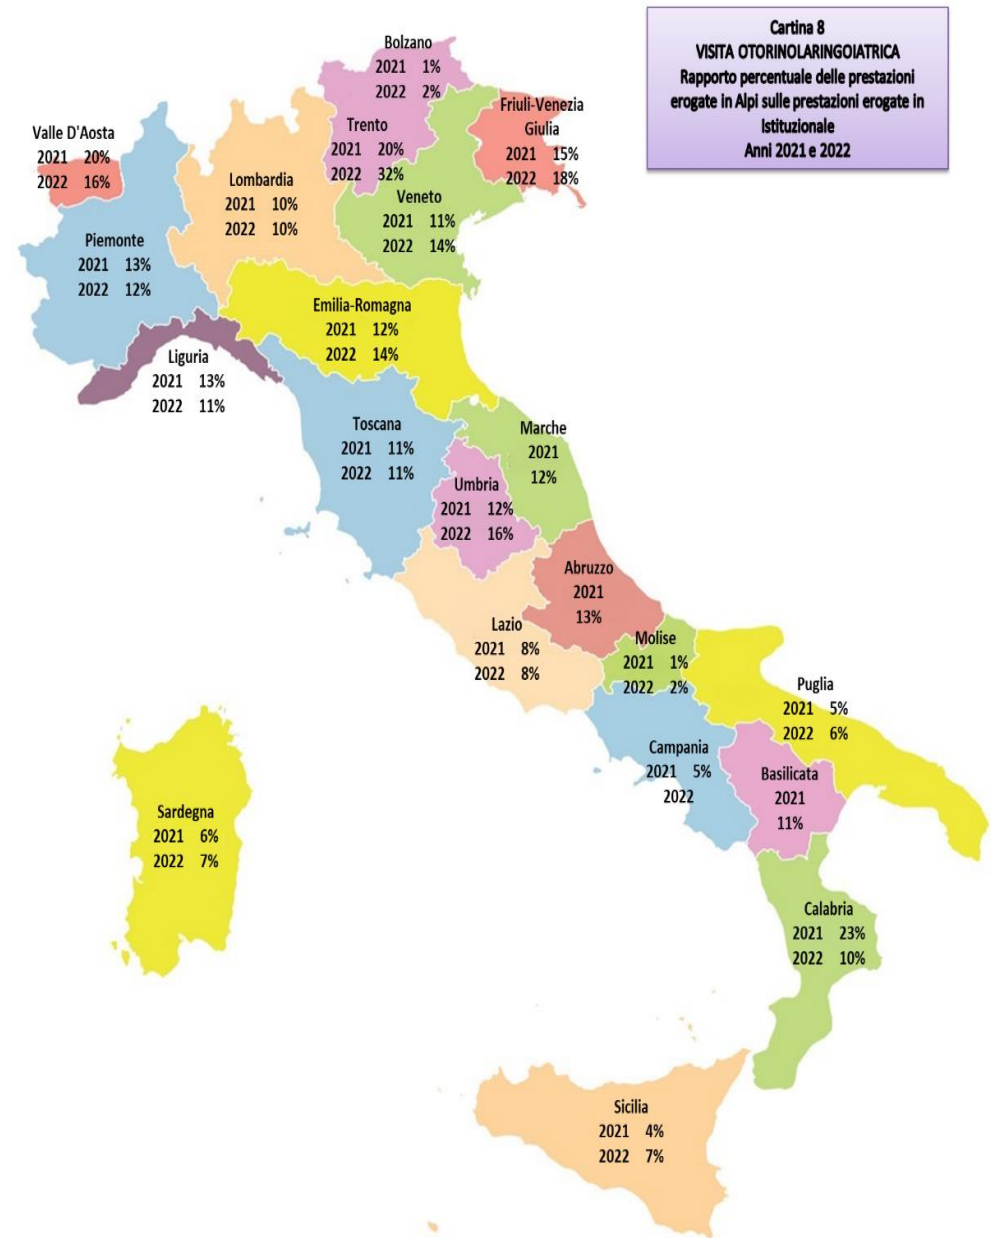 Cartina 8
VISITA OTORINOLARINGOIATRICA
Rapporto percentuale delle prestazioni
erogate in Alpi sulle prestazioni erogate in
Istituzionale
Anni 2021 e 2022
Bolzano
2021 1%
2022 2%
Trento
2021 20%
2022 32%
Friuli-Venezia
Giulia
2021 15%
2022 18%
Valle D'Aosta
2021 20%
2022 16%
Lombardia
2021 10%
2022 10%
Veneto
2021 11%
2022 14%
Piemonte
2021 13%
2022 12%
Emilia-Romagna
2021 12%
2022 14%
Liguria
2021 13%
2022 11%
Toscana
2021 11%
2022 11%
Marche
2021
12%
Umbria
2021 12%
2022 16%
Abruzzo
2021
13%
Lazio
2021 8%
2022 8%
Molise
2021 1%
2022 2%
Puglia
2021 5%
2022 6%
Campania
2021 5%
2022
Basilicata
2021
11%
Sardegna
2021 6%
2022 7%
Calabria
2021 23%
2022 10%
Sicilia
2021 4%
2022 7%